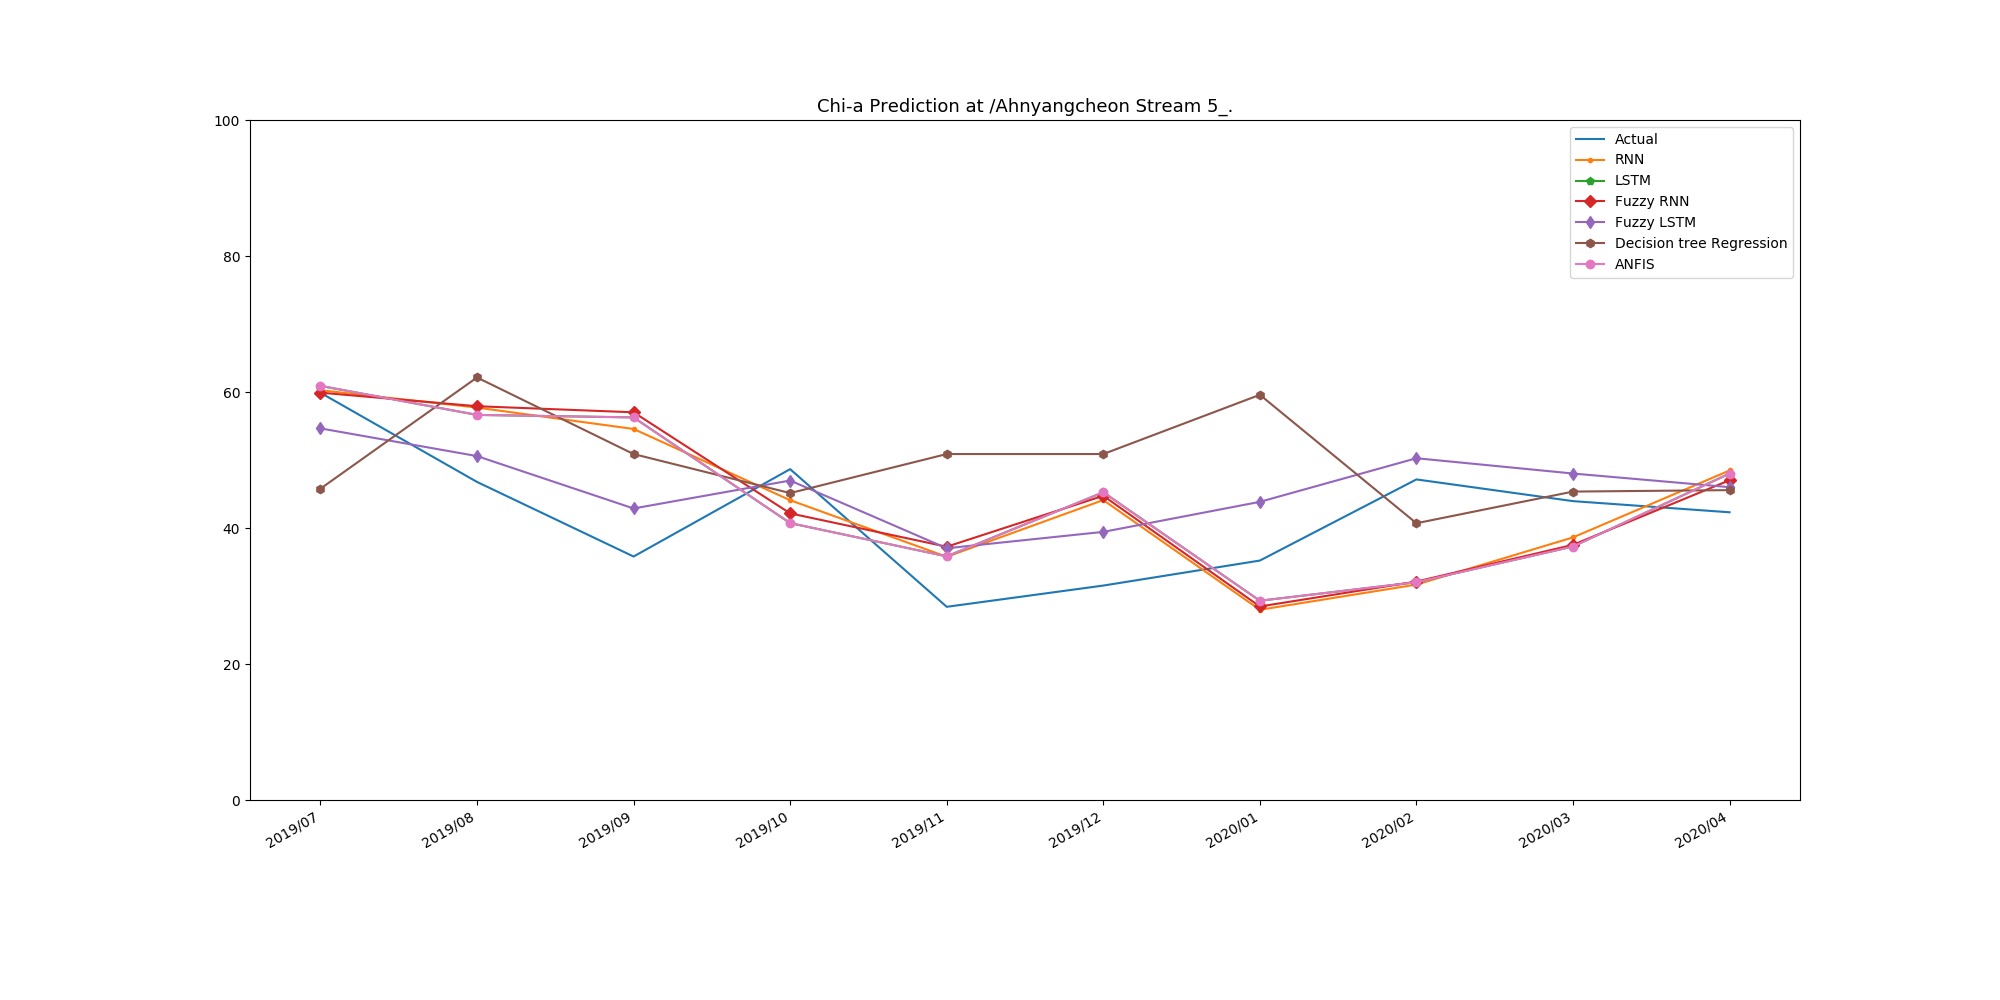 Chi-a Prediction at /Ahnyangcheon Stream 5_.
100
80
60
40
20
0
Actual
RNN
LSTM
Fuzzy RNN
Fuzzy LSTM
Decision tree Regression
ANFIS
2019/07
2019/08
2019/09
2019/10
2019/11
2019/12
2020/01
2020/02
2020/03
2020/04